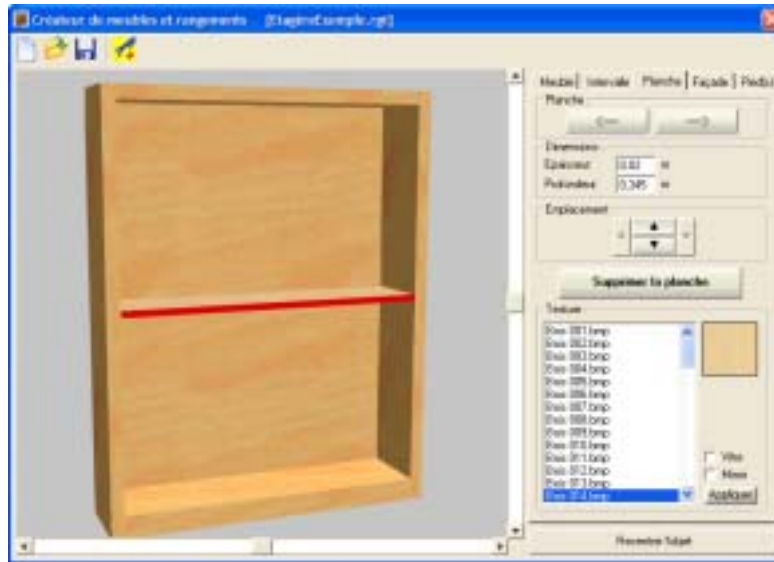 Créateur de meubles et rangements [EtagireExemple.rgt]
Meuble Intervalle Planche Façade
Planche
<-- -->
Dimensions
Epaisseur 0.02 m
Profondeur 0.345 m
Emplacement
Supprimer la planche
Texture
Bois 001.bmp
Bois 002.bmp
Bois 003.bmp
Bois 004.bmp
Bois 005.bmp
Bois 006.bmp
Bois 007.bmp
Bois 008.bmp
Bois 009.bmp
Bois 010.bmp
Bois 011.bmp
Bois 012.bmp
Bois 013.bmp
Bois 014.bmp
Vitre
Miroir
Appliquer
l'objet